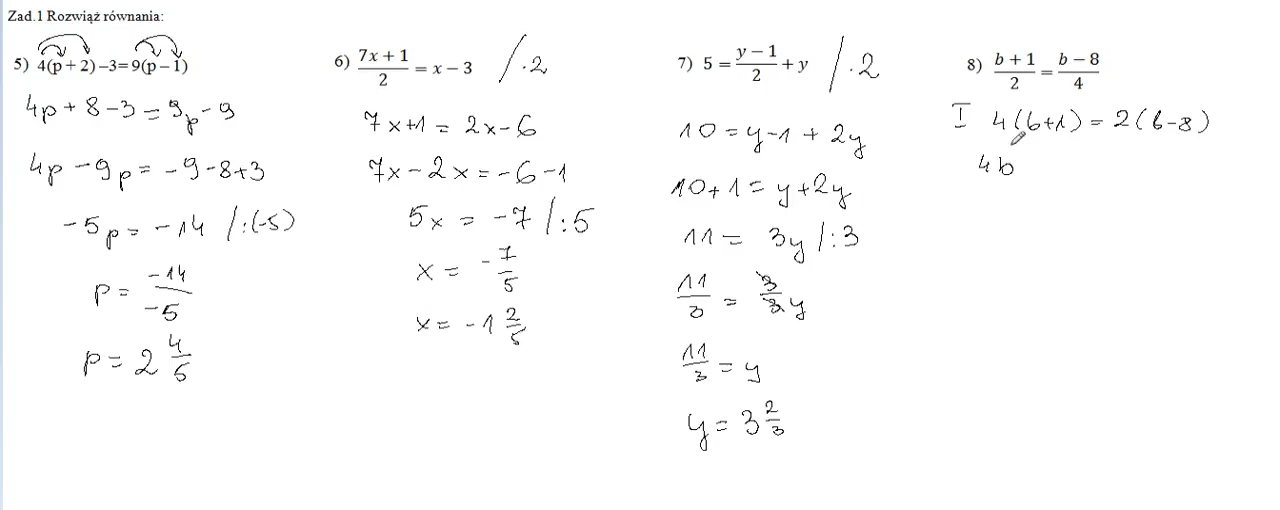 Zad.1 Rozwiąż równania:
5) 4(p + 2) −3=9(p − 1)
4p + 8 − 3 = 9p − 9
4p − 9p = − 9 − 8 + 3
− 5p = − 14 /:(−5)
p = −14/−5
p = 2 4/5
6) (7x + 1)/2 = x − 3 / · 2
7x+1 = 2x − 6
7x − 2x = − 6 − 1
5x = − 7 /:5
x = −7/5
x = − 1 2/5
7) 5 = (y − 1)/2 + y / · 2
10 = y − 1 + 2y
10 + 1 = y + 2y
11 = 3y /:3
11/3 = 3/3 y
11/3 = y
y = 3 2/3
8) (b + 1)/2 = (b − 8)/4
I 4(b+1) = 2(b−8)
4b